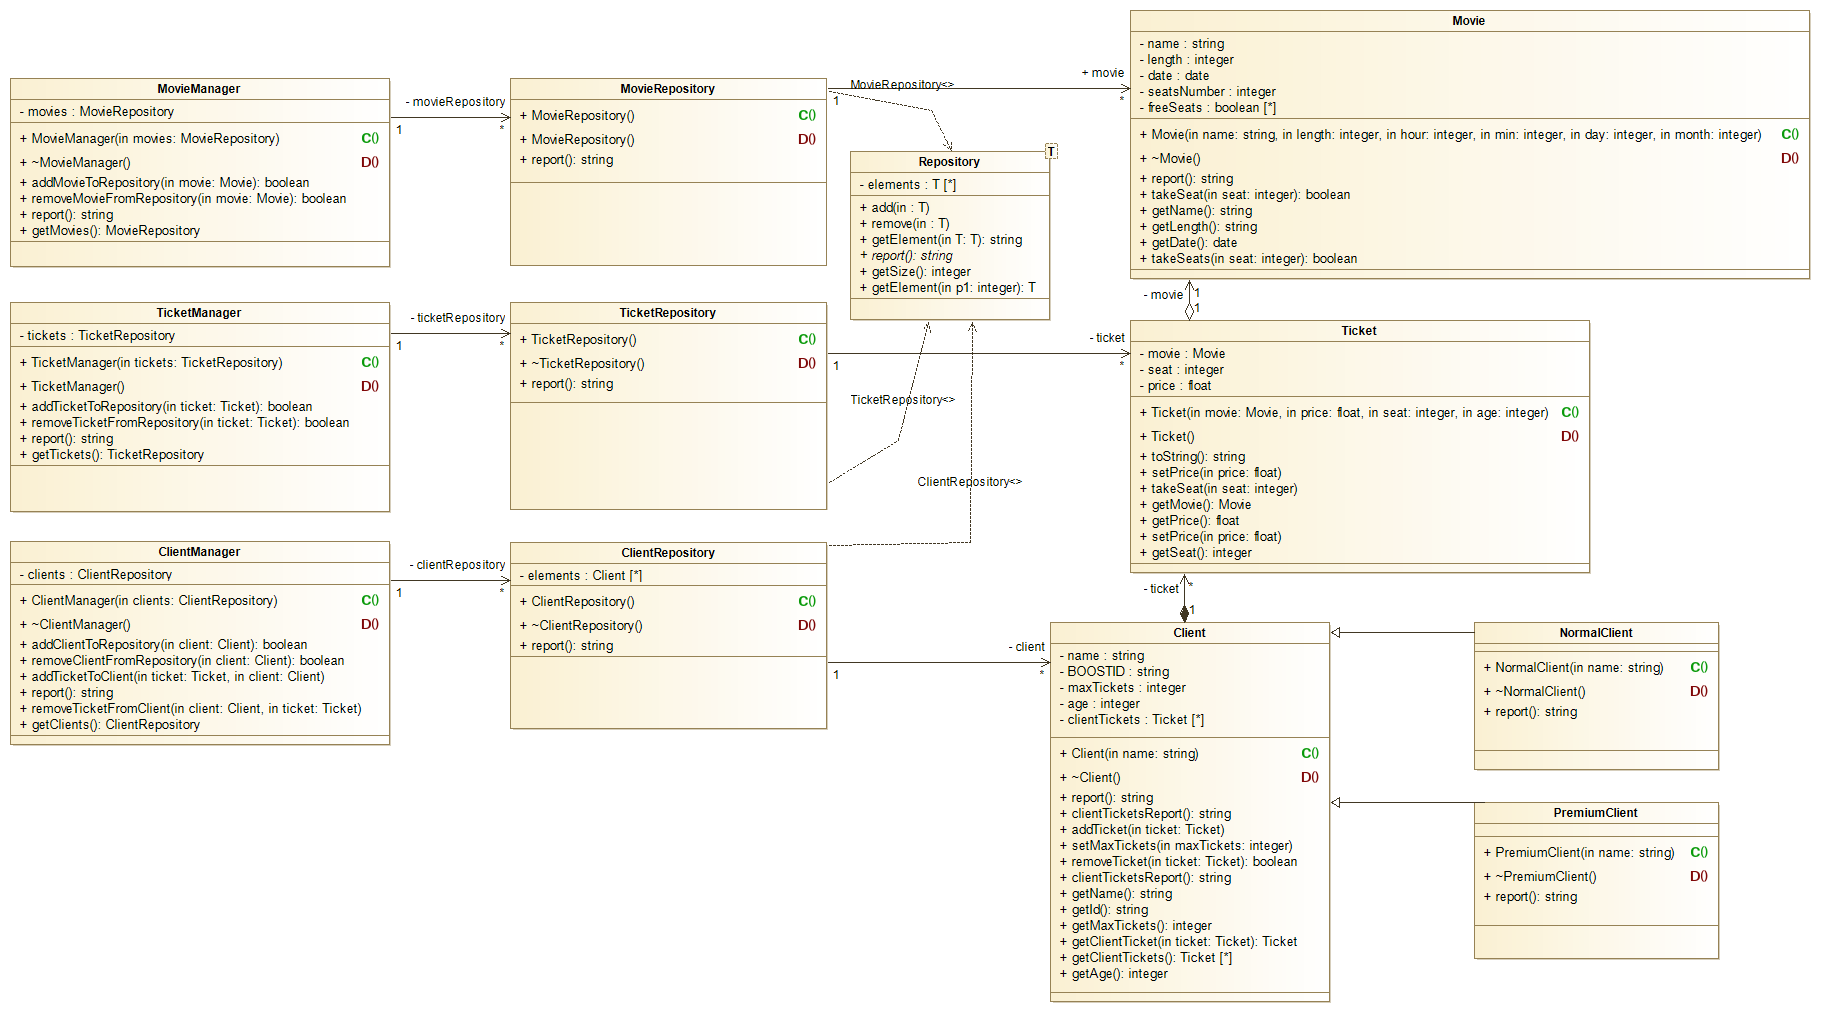 MovieManager
- movies : MovieRepository
+ MovieManager(in movies: MovieRepository) C()
+ ~MovieManager() D()
+ addMovieToRepository(in movie: Movie): boolean
+ removeMovieFromRepository(in movie: Movie): boolean
+ report(): string
+ getMovies(): MovieRepository
- movieRepository
1
*
MovieRepository
+ MovieRepository() C()
+ MovieRepository() D()
+ report(): string
MovieRepository<>
1
+ movie
*
Movie
- name : string
- length : integer
- date : date
- seatsNumber : integer
- freeSeats : boolean [*]
+ Movie(in name: string, in length: integer, in hour: integer, in min: integer, in day: integer, in month: integer) C()
+ ~Movie() D()
+ report(): string
+ takeSeat(in seat: integer): boolean
+ getName(): string
+ getLength(): string
+ getDate(): date
+ takeSeats(in seat: integer): boolean
T
Repository
- elements : T [*]
+ add(in : T)
+ remove(in : T)
+ getElement(in T: T): string
+ report(): string
+ getSize(): integer
+ getElement(in p1: integer): T
- movie 1
1
TicketManager
- tickets : TicketRepository
+ TicketManager(in tickets: TicketRepository) C()
+ TicketManager() D()
+ addTicketToRepository(in ticket: Ticket): boolean
+ removeTicketFromRepository(in ticket: Ticket): boolean
+ report(): string
+ getTickets(): TicketRepository
- ticketRepository
1
*
TicketRepository
+ TicketRepository() C()
+ ~TicketRepository() D()
+ report(): string
1
- ticket
*
TicketRepository<>
Ticket
- movie : Movie
- seat : integer
- price : float
+ Ticket(in movie: Movie, in price: float, in seat: integer, in age: integer) C()
+ Ticket() D()
+ toString(): string
+ setPrice(in price: float)
+ takeSeat(in seat: integer)
+ getMovie(): Movie
+ getPrice(): float
+ setPrice(in price: float)
+ getSeat(): integer
ClientRepository<>
ClientManager
- clients : ClientRepository
+ ClientManager(in clients: ClientRepository) C()
+ ~ClientManager() D()
+ addClientToRepository(in client: Client): boolean
+ removeClientFromRepository(in client: Client): boolean
+ addTicketToClient(in ticket: Ticket, in client: Client)
+ report(): string
+ removeTicketFromClient(in client: Client, in ticket: Ticket)
+ getClients(): ClientRepository
- clientRepository
1
*
ClientRepository
- elements : Client [*]
+ ClientRepository() C()
+ ~ClientRepository() D()
+ report(): string
1
- client
*
- ticket *
1
Client
- name : string
- BOOSTID : string
- maxTickets : integer
- age : integer
- clientTickets : Ticket [*]
+ Client(in name: string) C()
+ ~Client() D()
+ report(): string
+ clientTicketsReport(): string
+ addTicket(in ticket: Ticket)
+ setMaxTickets(in maxTickets: integer)
+ removeTicket(in ticket: Ticket): boolean
+ clientTicketsReport(): string
+ getName(): string
+ getId(): string
+ getMaxTickets(): integer
+ getClientTicket(in ticket: Ticket): Ticket
+ getClientTickets(): Ticket [*]
+ getAge(): integer
NormalClient
+ NormalClient(in name: string) C()
+ ~NormalClient() D()
+ report(): string
PremiumClient
+ PremiumClient(in name: string) C()
+ ~PremiumClient() D()
+ report(): string